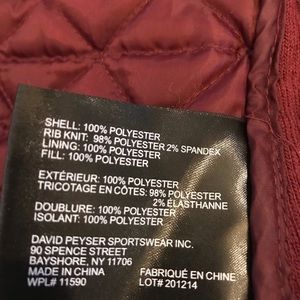 SHELL: 100% POLYESTER
RIB KNIT: 98% POLYESTER 2% SPANDEX
LINING: 100% POLYESTER
FILL: 100% POLYESTER
EXTÉRIEUR: 100% POLYESTER
TRICOTAGE EN CÔTES: 98% POLYESTER
2% ÉLASTHANNE
DOUBLURE: 100% POLYESTER
ISOLANT: 100% POLYESTER
DAVID PEYSER SPORTSWEAR INC.
90 SPENCE STREET
BAYSHORE, NY 11706
MADE IN CHINA FABRIQUÉ EN CHINE
WPL# 11590 LOT# 201214